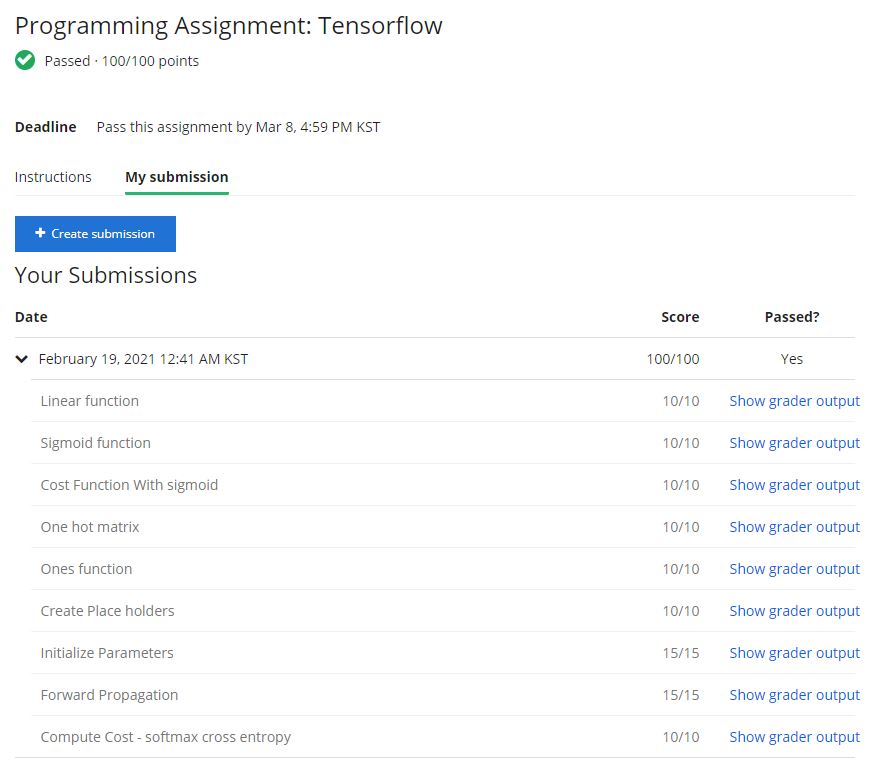 Programming Assignment: Tensorflow
Passed · 100/100 points
Deadline Pass this assignment by Mar 8, 4:59 PM KST
Instructions My submission
+ Create submission
Your Submissions
Date Score Passed?
February 19, 2021 12:41 AM KST 100/100 Yes
Linear function 10/10 Show grader output
Sigmoid function 10/10 Show grader output
Cost Function With sigmoid 10/10 Show grader output
One hot matrix 10/10 Show grader output
Ones function 10/10 Show grader output
Create Place holders 10/10 Show grader output
Initialize Parameters 15/15 Show grader output
Forward Propagation 15/15 Show grader output
Compute Cost - softmax cross entropy 10/10 Show grader output